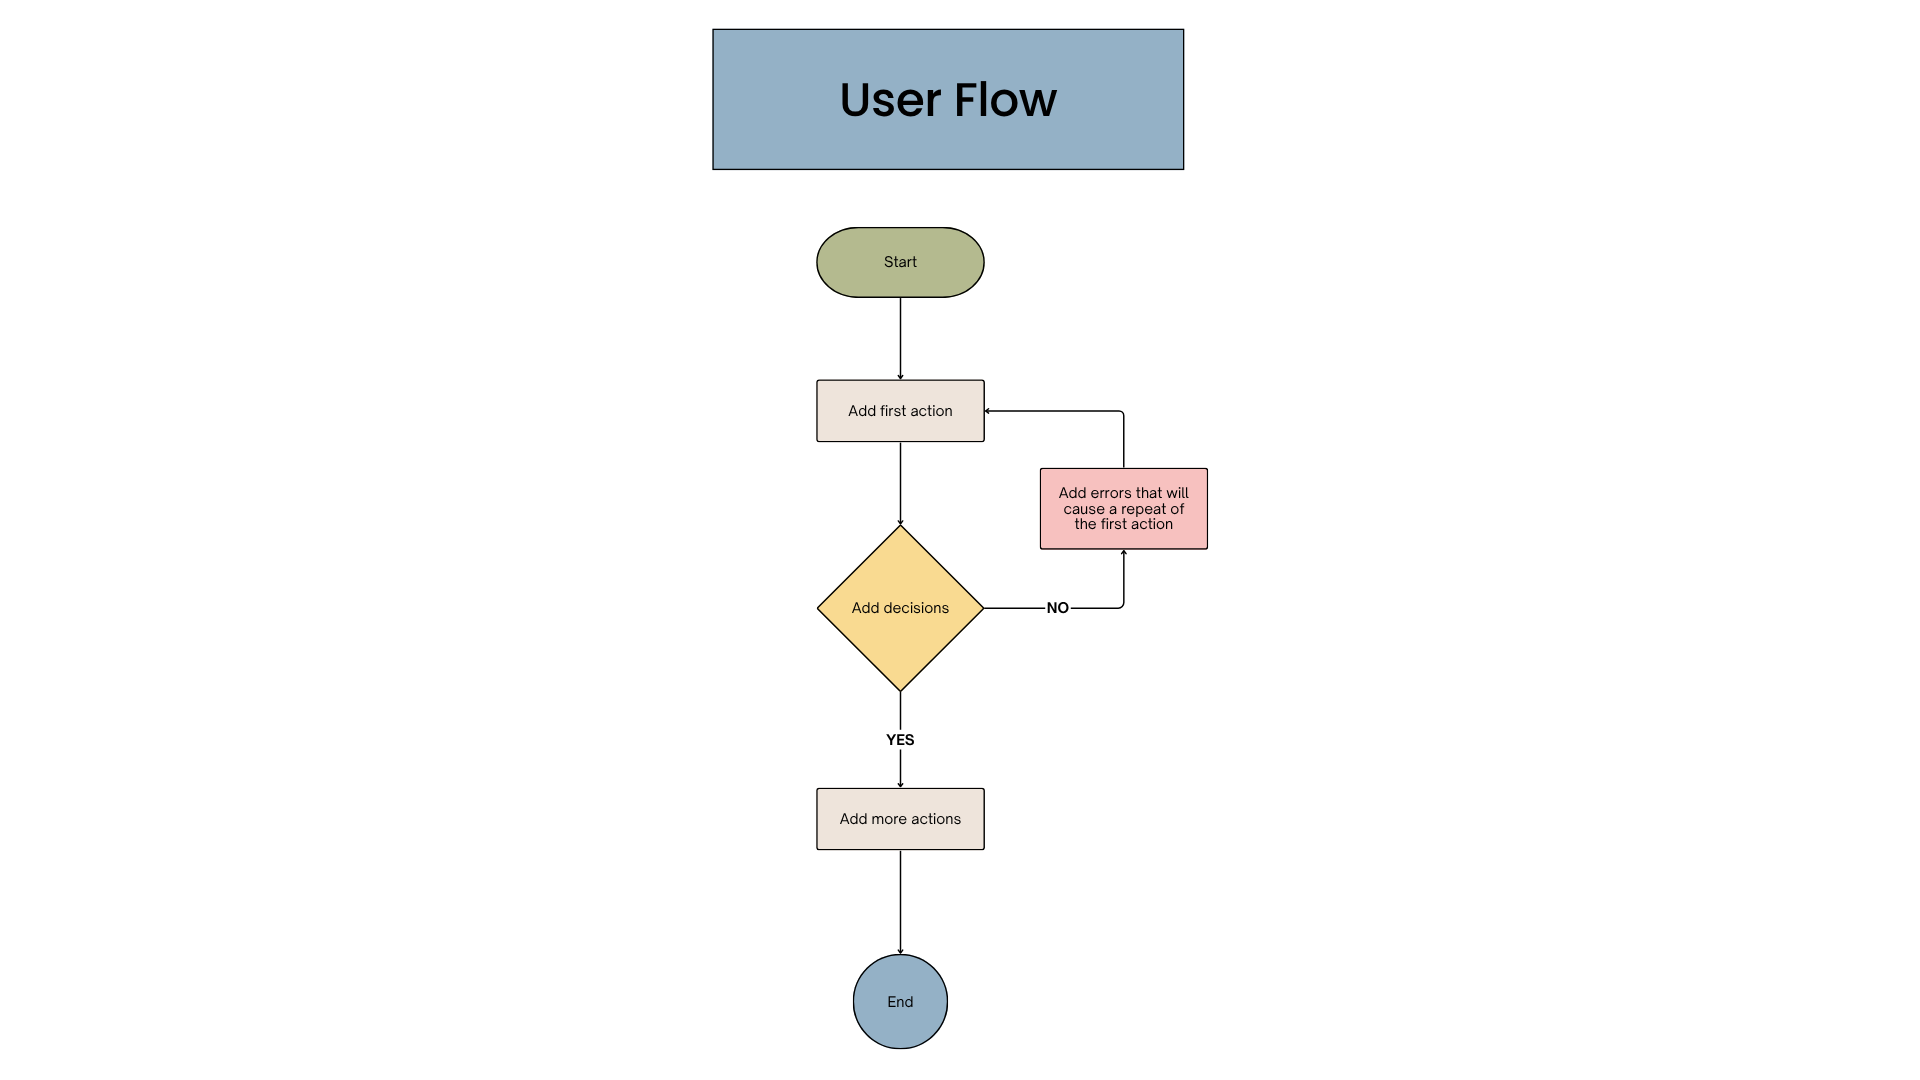 User Flow
Start
Add first action
Add errors that will
cause a repeat of
the first action
Add decisions
NO
YES
Add more actions
End